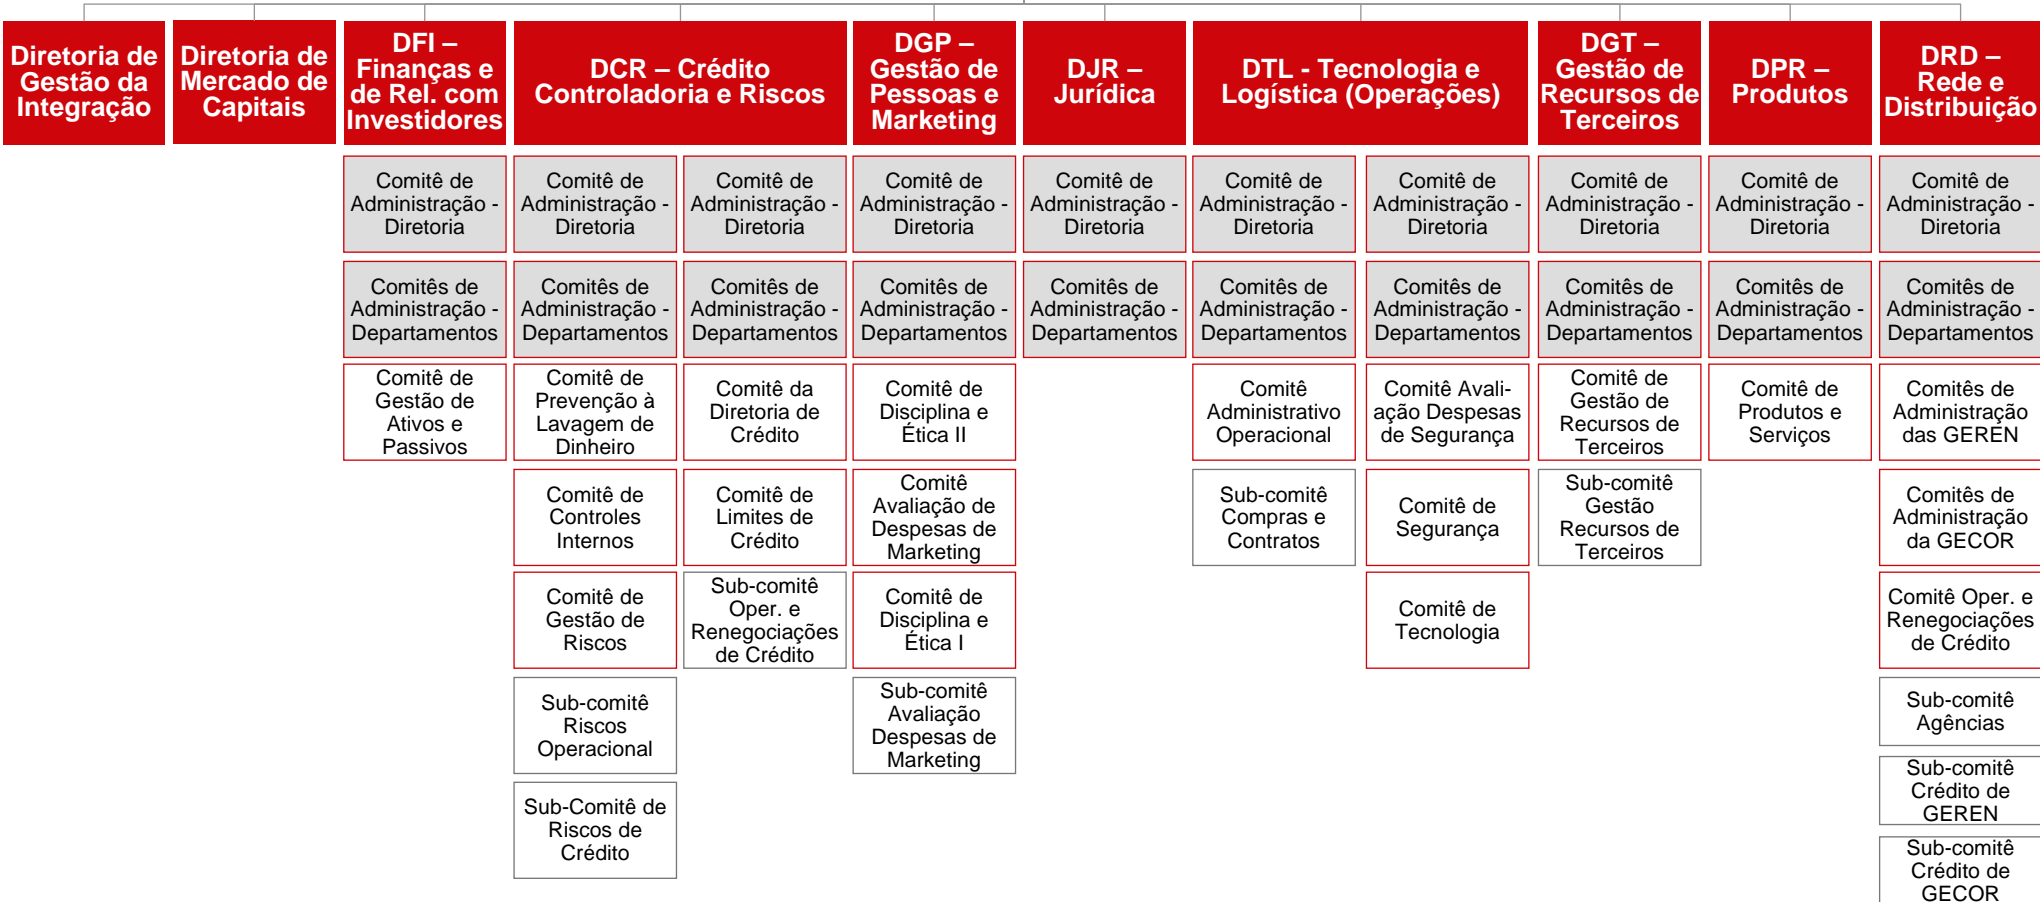 Diretoria de
Gestão da
Integração
Diretoria de
Mercado de
Capitais
DFI –
Finanças e
de Rel. com
Investidores
DCR – Crédito
Controladoria e Riscos
DGP –
Gestão de
Pessoas e
Marketing
DJR –
Jurídica
DTL - Tecnologia e
Logística (Operações)
DGT –
Gestão de
Recursos de
Terceiros
DPR –
Produtos
DRD –
Rede e
Distribuição
Comitê de
Administração -
Diretoria
Comitê de
Administração -
Diretoria
Comitê de
Administração -
Diretoria
Comitê de
Administração -
Diretoria
Comitê de
Administração -
Diretoria
Comitê de
Administração -
Diretoria
Comitê de
Administração -
Diretoria
Comitê de
Administração -
Diretoria
Comitê de
Administração -
Diretoria
Comitê de
Administração -
Diretoria
Comitês de
Administração -
Departamentos
Comitês de
Administração -
Departamentos
Comitês de
Administração -
Departamentos
Comitês de
Administração -
Departamentos
Comitês de
Administração -
Departamentos
Comitês de
Administração -
Departamentos
Comitês de
Administração -
Departamentos
Comitês de
Administração -
Departamentos
Comitês de
Administração -
Departamentos
Comitês de
Administração -
Departamentos
Comitê de
Gestão de
Ativos e
Passivos
Comitê de
Prevenção à
Lavagem de
Dinheiro
Comitê da
Diretoria de
Crédito
Comitê de
Disciplina e
Ética II
Comitê
Administrativo
Operacional
Comitê Avali-
ação Despesas
de Segurança
Comitê de
Gestão de
Recursos de
Terceiros
Comitê de
Produtos e
Serviços
Comitês de
Administração
das GEREN
Comitê de
Controles
Internos
Comitê de
Limites de
Crédito
Comitê
Avaliação de
Despesas de
Marketing
Sub-comitê
Compras e
Contratos
Comitê de
Segurança
Sub-comitê
Gestão
Recursos de
Terceiros
Comitês de
Administração
da GECOR
Comitê de
Gestão de
Riscos
Sub-comitê
Oper. e
Renegociações
de Crédito
Comitê de
Disciplina e
Ética I
Comitê de
Tecnologia
Comitê Oper. e
Renegociações
de Crédito
Sub-comitê
Riscos
Operacional
Sub-comitê
Avaliação
Despesas de
Marketing
Sub-comitê
Agências
Sub-Comitê de
Riscos de
Crédito
Sub-comitê
Crédito de
GEREN
Sub-comitê
Crédito de
GECOR